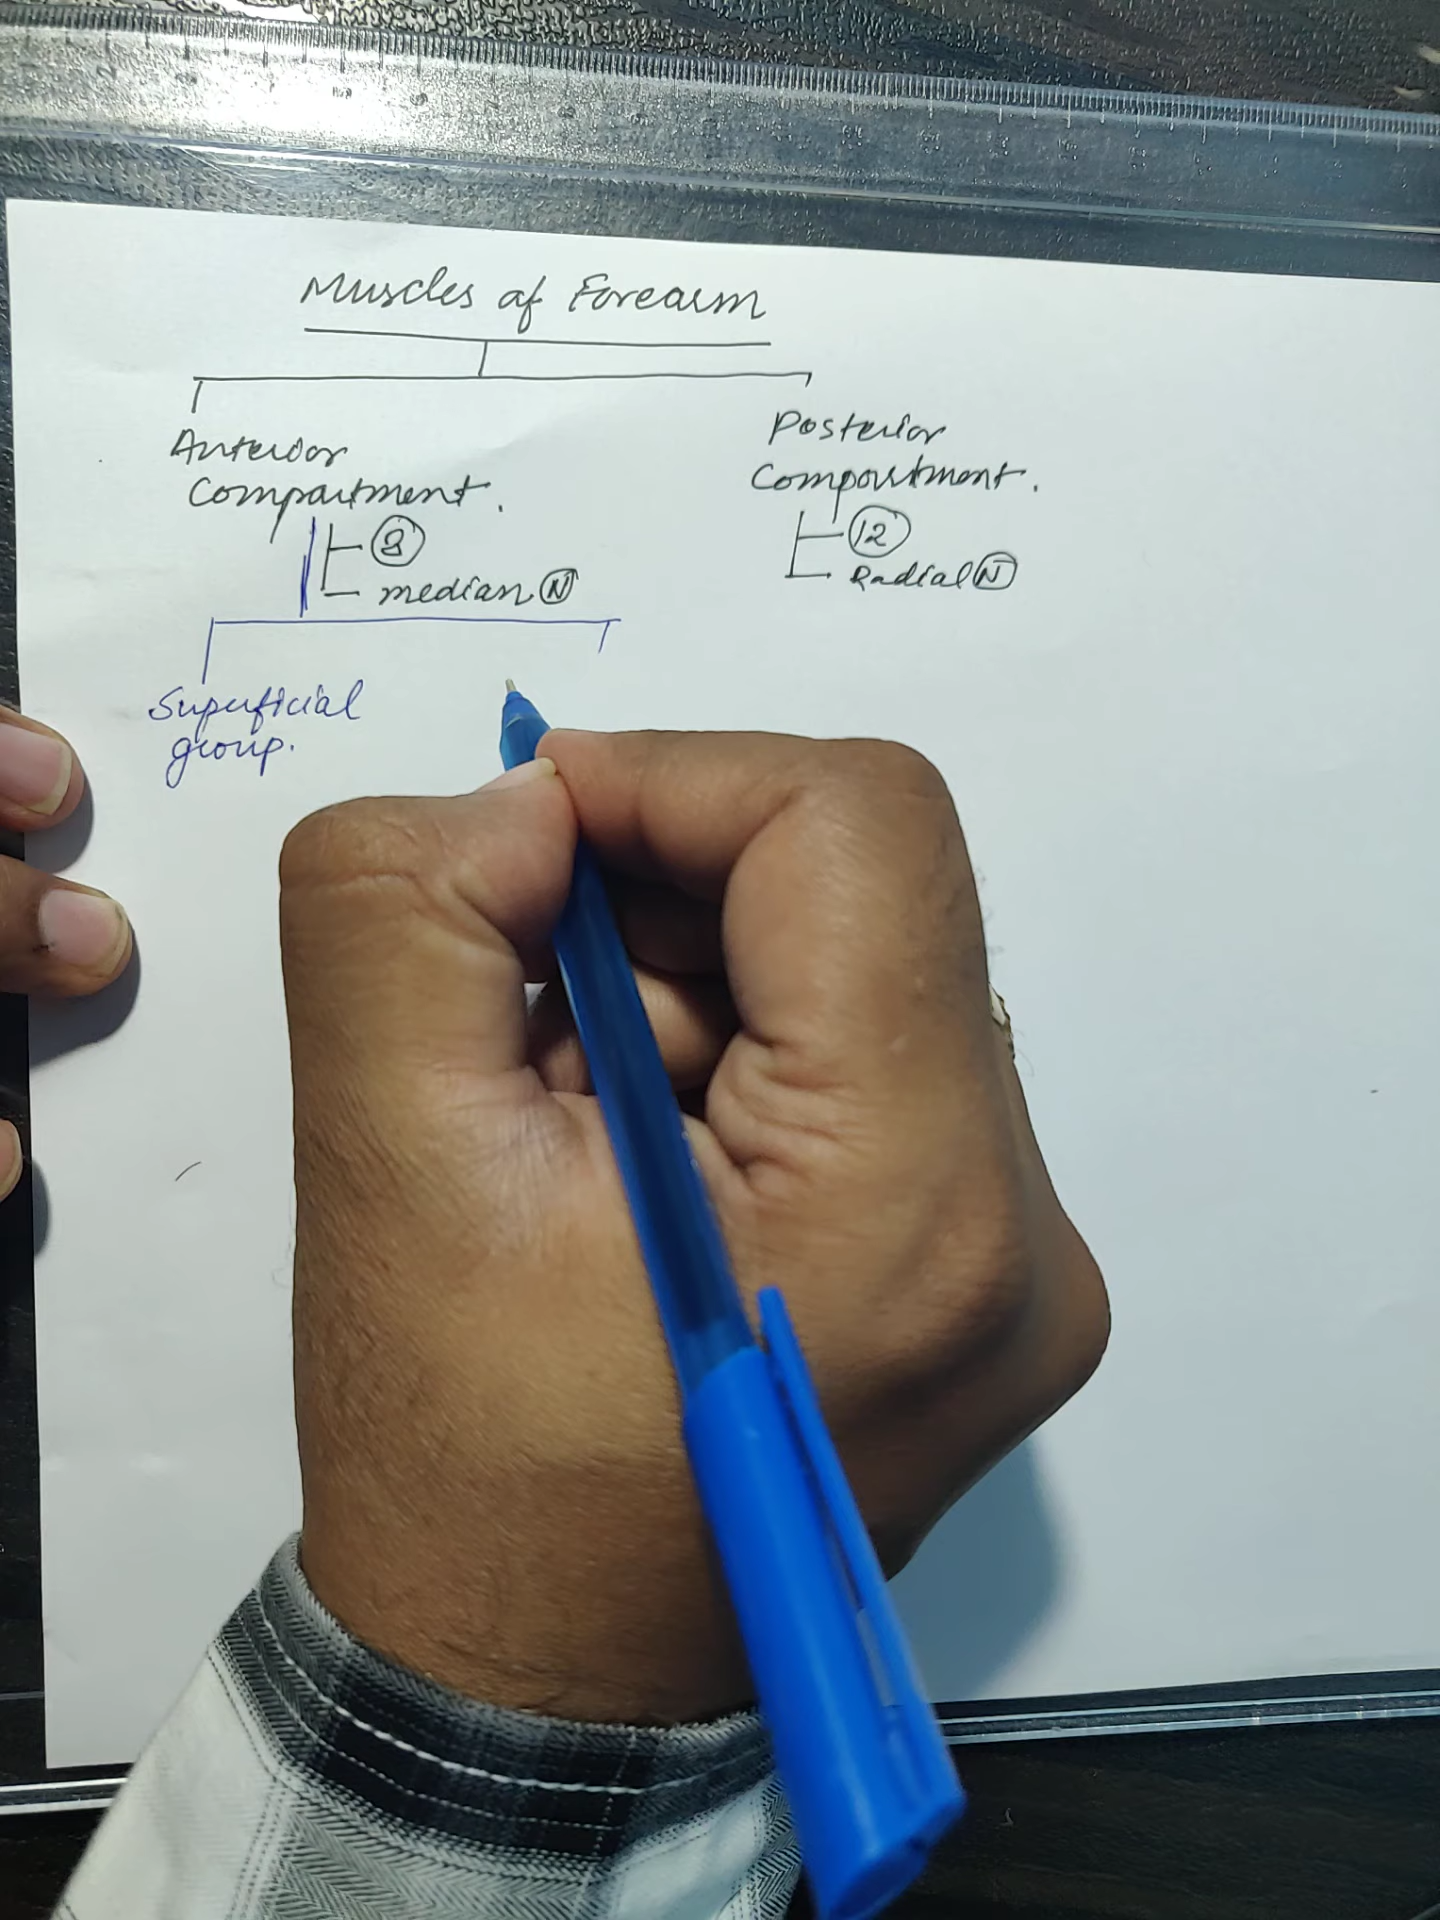 Muscles of Forearm
Anterior
Compartment.
8
median N
Posterior
Compartment.
12
Radial N
Superficial
group.